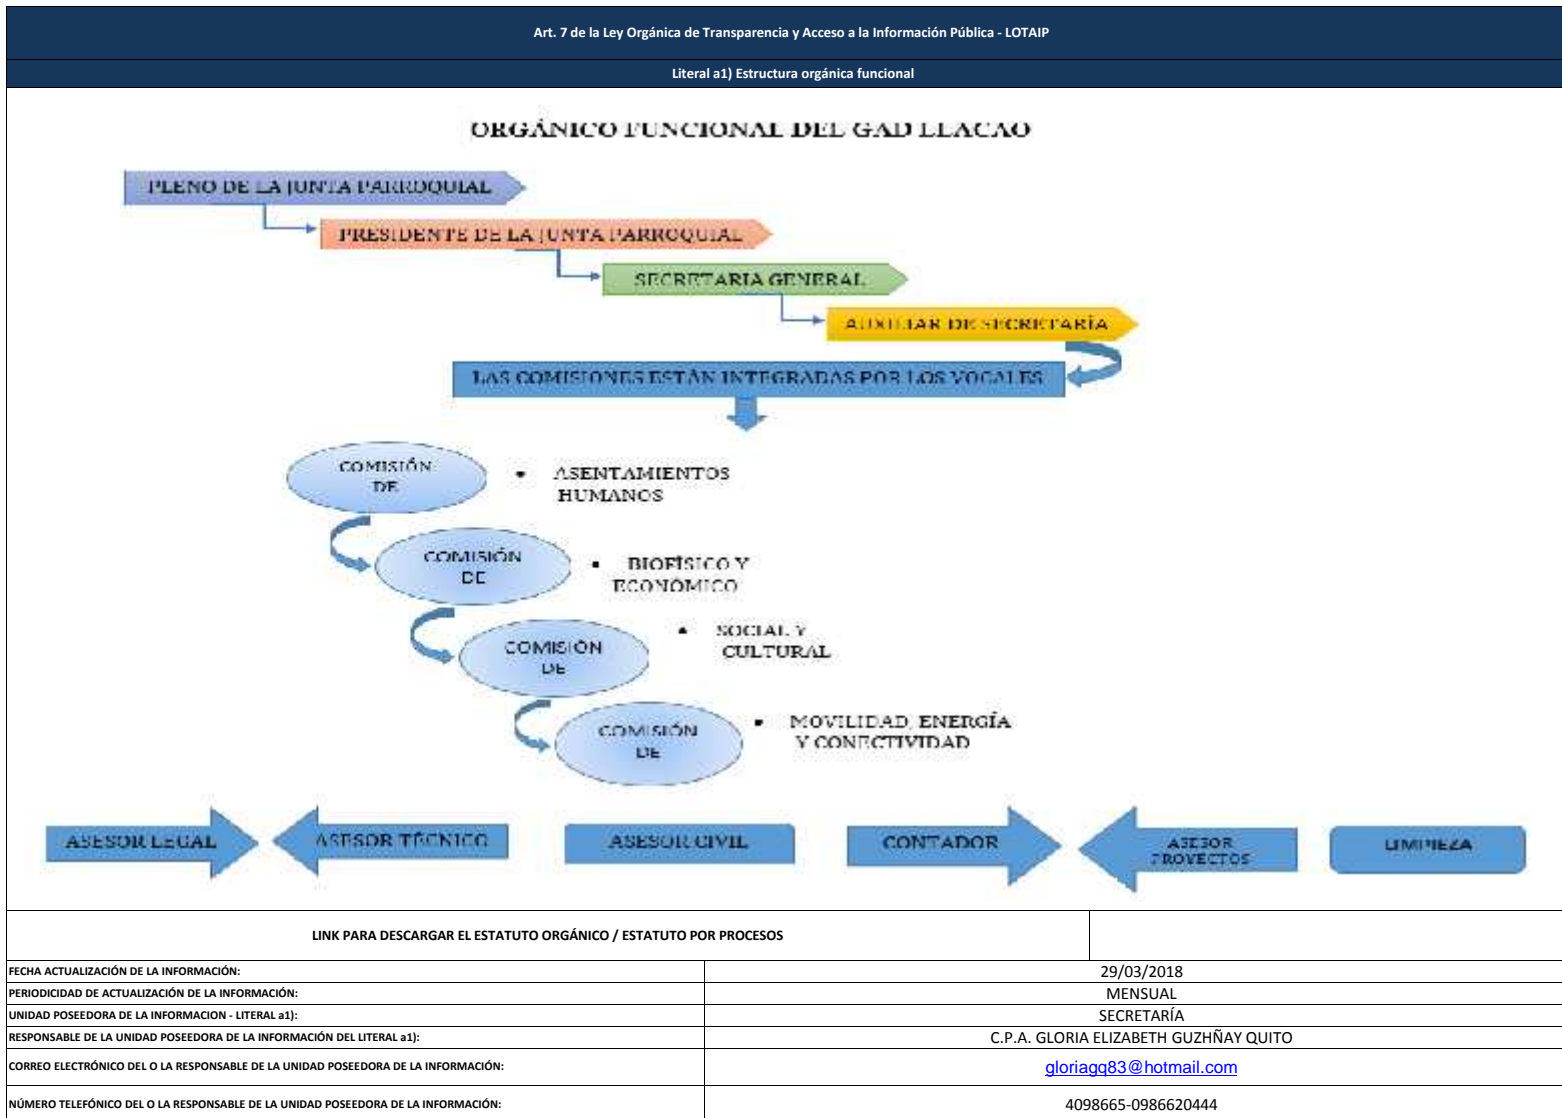 Art. 7 de la Ley Orgánica de Transparencia y Acceso a la Información Pública - LOTAIP
Literal a1) Estructura orgánica funcional
ORGÁNICO FUNCIONAL DEL GAD LLACAO
PLENO DE LA JUNTA PARROQUIAL
PRESIDENTE DE LA JUNTA PARROQUIAL
SECRETARIA GENERAL
AUXILIAR DE SECRETARÍA
LAS COMISIONES ESTÁN INTEGRADAS POR LOS VOCALES
COMISIÓN
DE
• ASENTAMIENTOS
HUMANOS
COMISIÓN
DE
• BIOFÍSICO Y
ECONÓMICO
COMISIÓN
DE
• SOCIAL Y
CULTURAL
COMISIÓN
DE
• MOVILIDAD, ENERGÍA
Y CONECTIVIDAD
ASESOR LEGAL
ASESOR TÉCNICO
ASESOR CIVIL
CONTADOR
ASESOR
PROYECTOS
LIMPIEZA
LINK PARA DESCARGAR EL ESTATUTO ORGÁNICO / ESTATUTO POR PROCESOS
FECHA ACTUALIZACIÓN DE LA INFORMACIÓN: 29/03/2018
PERIODICIDAD DE ACTUALIZACIÓN DE LA INFORMACIÓN: MENSUAL
UNIDAD POSEEDORA DE LA INFORMACION - LITERAL a1): SECRETARÍA
RESPONSABLE DE LA UNIDAD POSEEDORA DE LA INFORMACIÓN DEL LITERAL a1): C.P.A. GLORIA ELIZABETH GUZHÑAY QUITO
CORREO ELECTRÓNICO DEL O LA RESPONSABLE DE LA UNIDAD POSEEDORA DE LA INFORMACIÓN: gloriagq83@hotmail.com
NÚMERO TELEFÓNICO DEL O LA RESPONSABLE DE LA UNIDAD POSEEDORA DE LA INFORMACIÓN: 4098665-0986620444